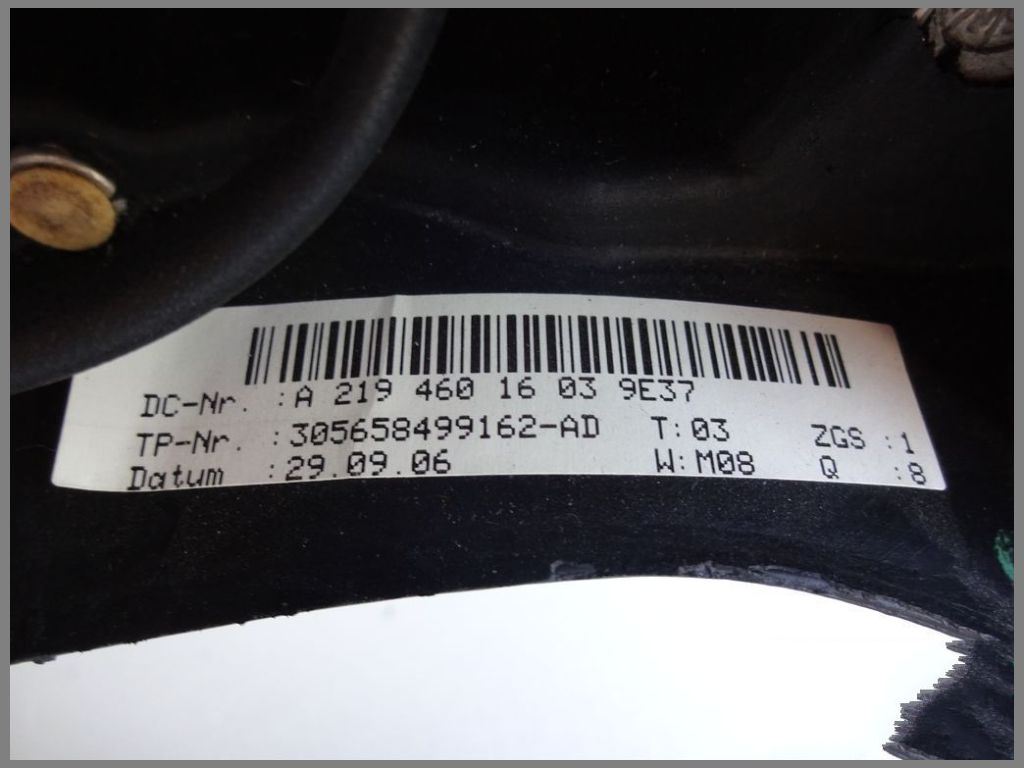 DC-Nr. :A 219 460 16 03 9E37
TP-Nr. :305658499162-AD T:03 ZGS :1
Datum :29.09.06 W:M08 Q :8